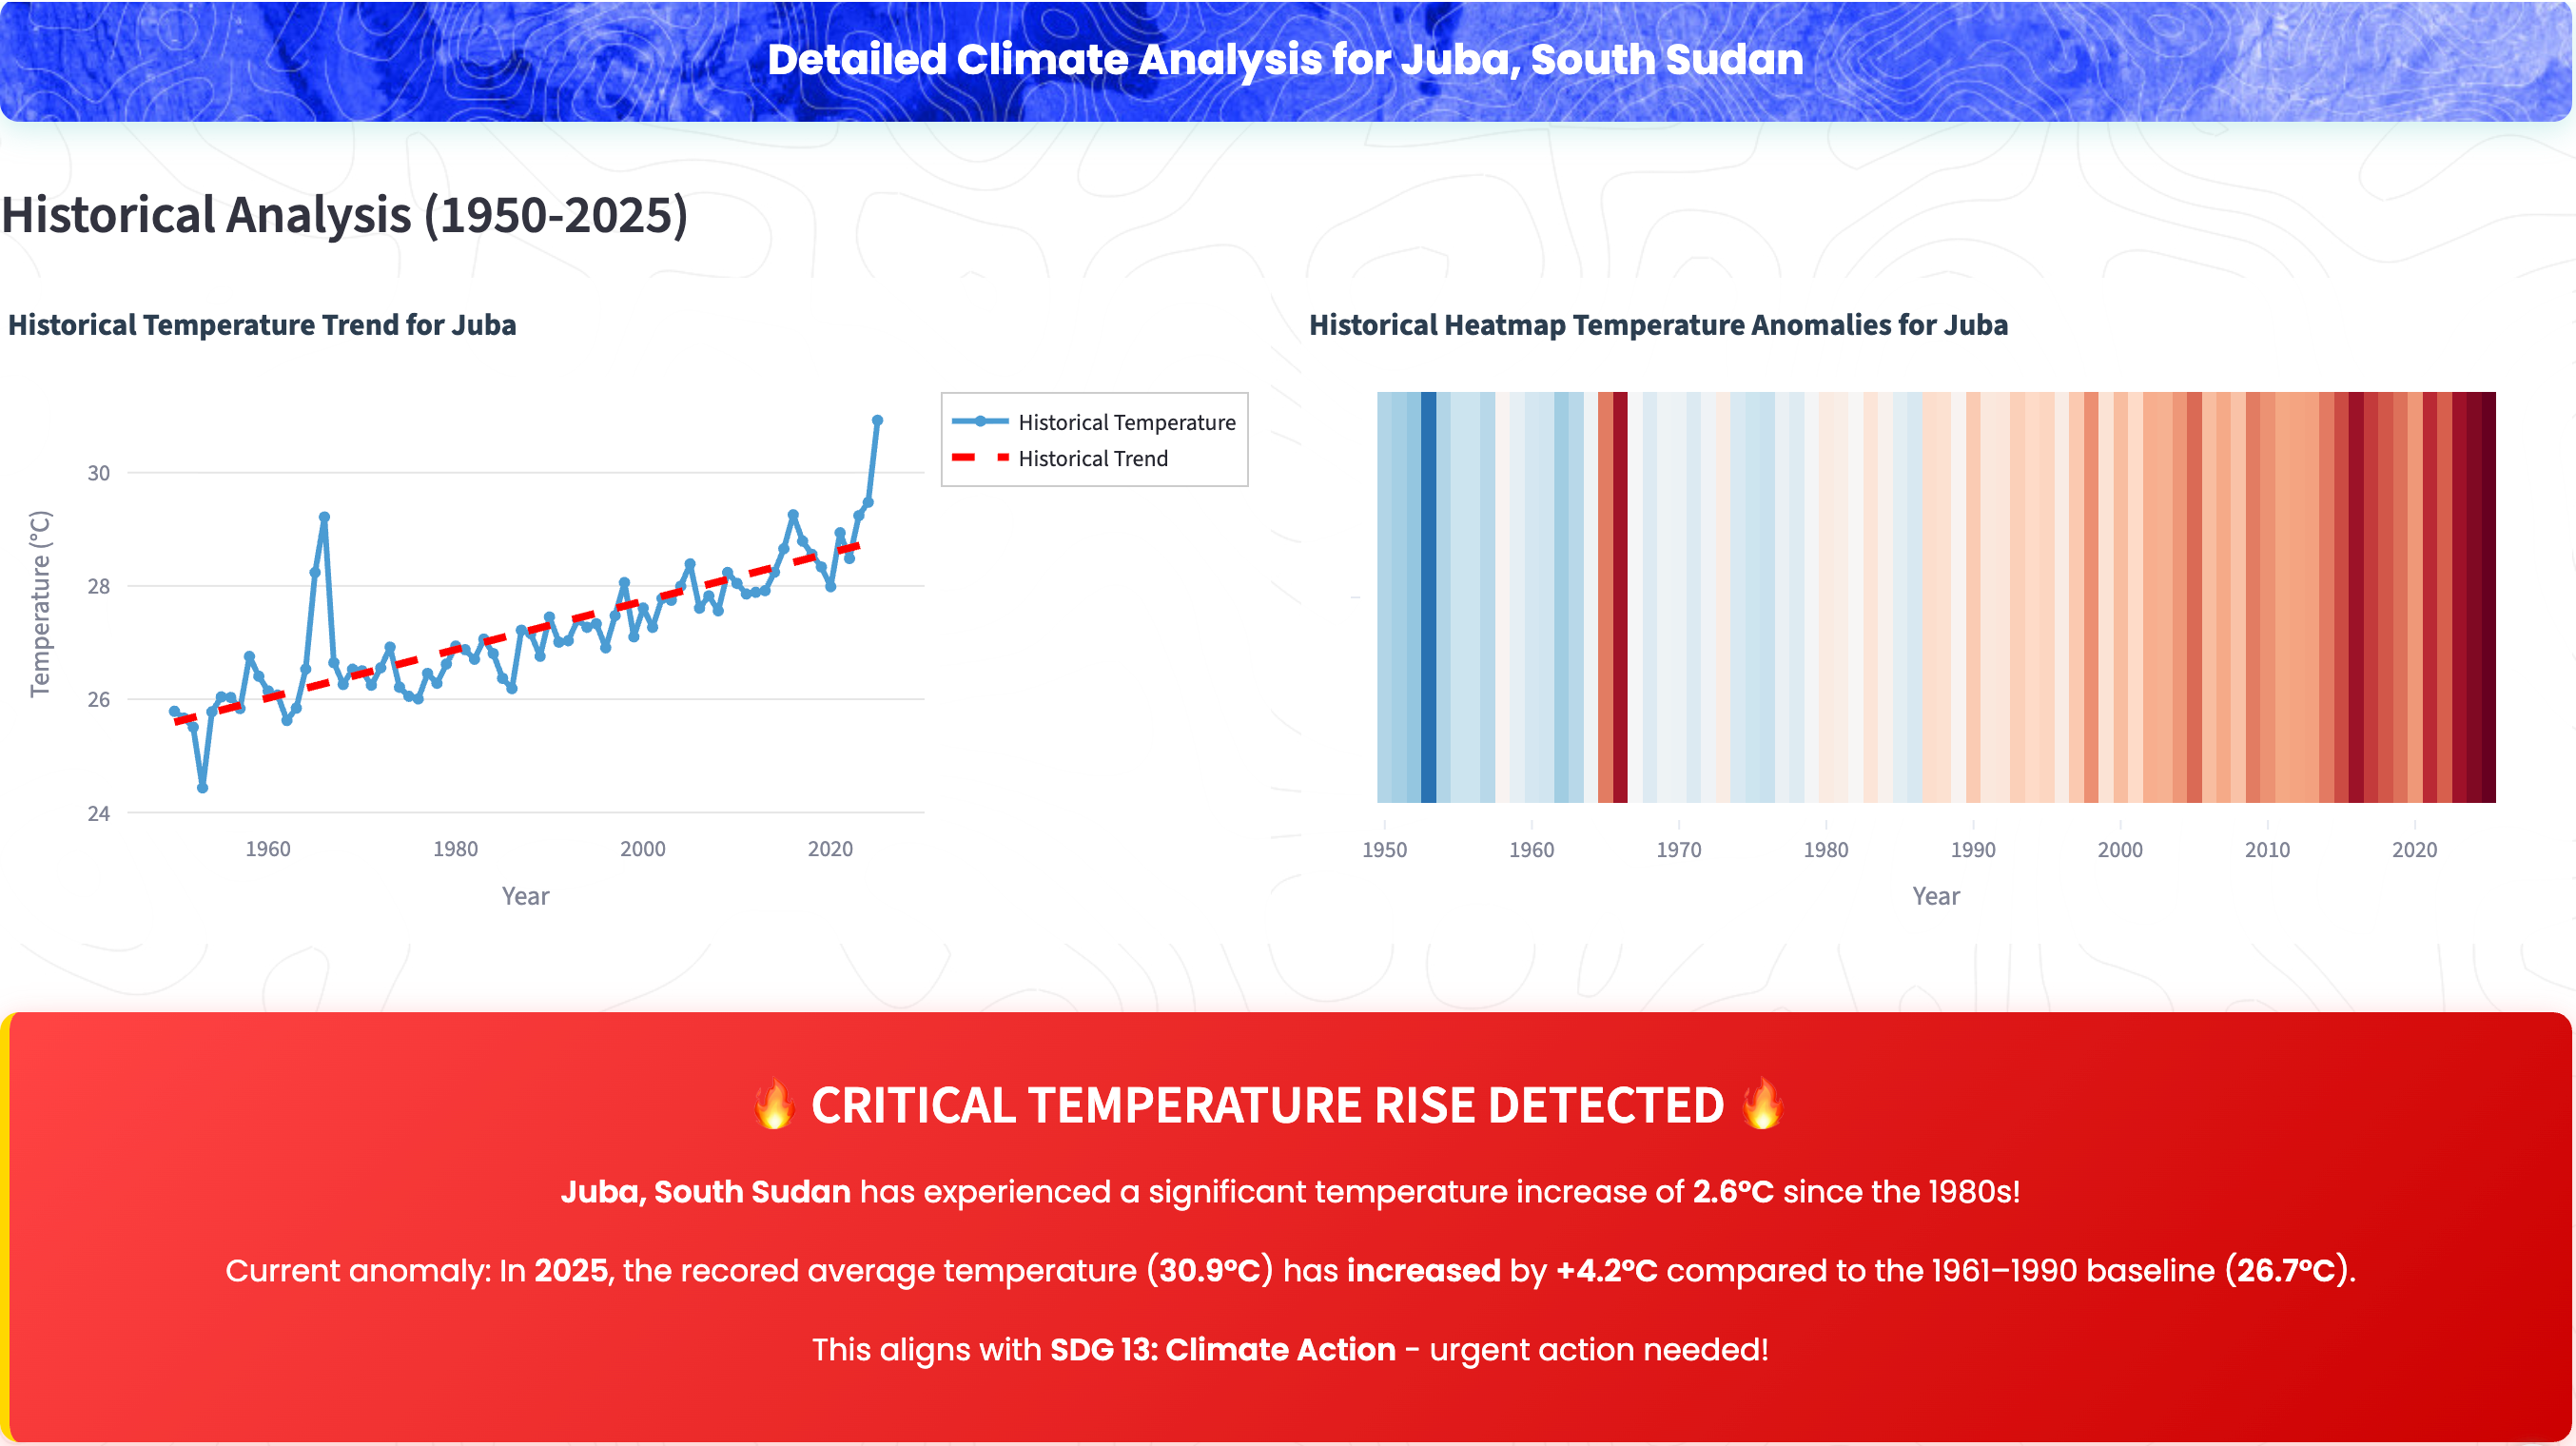 Detailed Climate Analysis for Juba, South Sudan
Historical Analysis (1950-2025)
Historical Temperature Trend for Juba
Historical Temperature
Historical Trend
30
28
26
24
Temperature (°C)
1960
1980
2000
2020
Year
Historical Heatmap Temperature Anomalies for Juba
1950
1960
1970
1980
1990
2000
2010
2020
Year
🔥 CRITICAL TEMPERATURE RISE DETECTED 🔥
Juba, South Sudan has experienced a significant temperature increase of 2.6°C since the 1980s!
Current anomaly: In 2025, the recored average temperature (30.9°C) has increased by +4.2°C compared to the 1961–1990 baseline (26.7°C).
This aligns with SDG 13: Climate Action - urgent action needed!